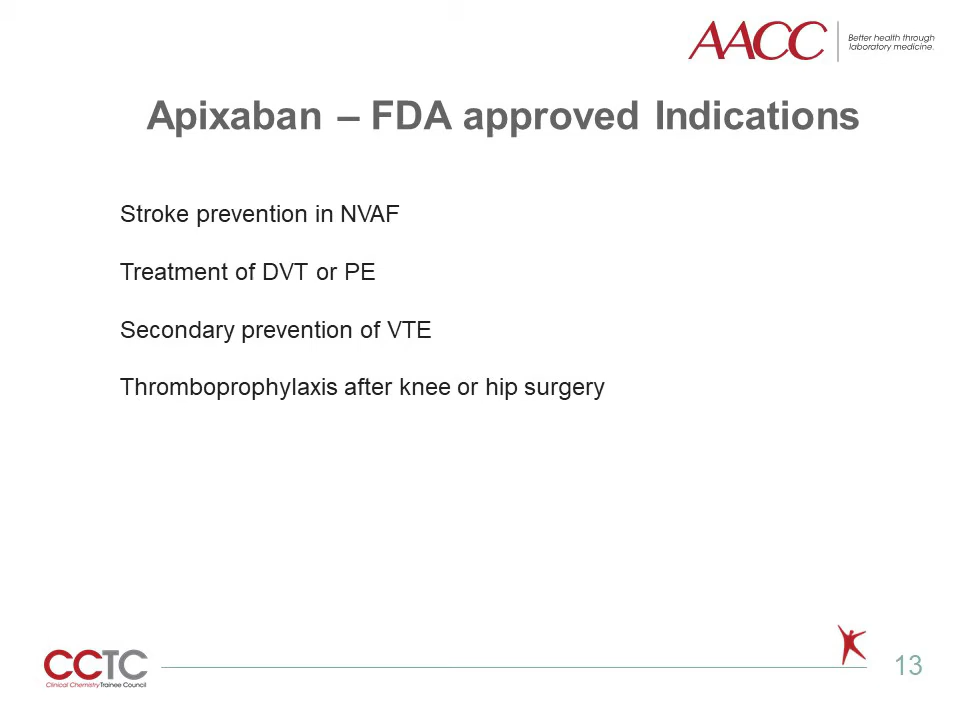 AACC
Better health through
laboratory medicine.
Apixaban – FDA approved Indications
Stroke prevention in NVAF
Treatment of DVT or PE
Secondary prevention of VTE
Thromboprophylaxis after knee or hip surgery
CCTC
Clinical Chemistry Trainee Council
13